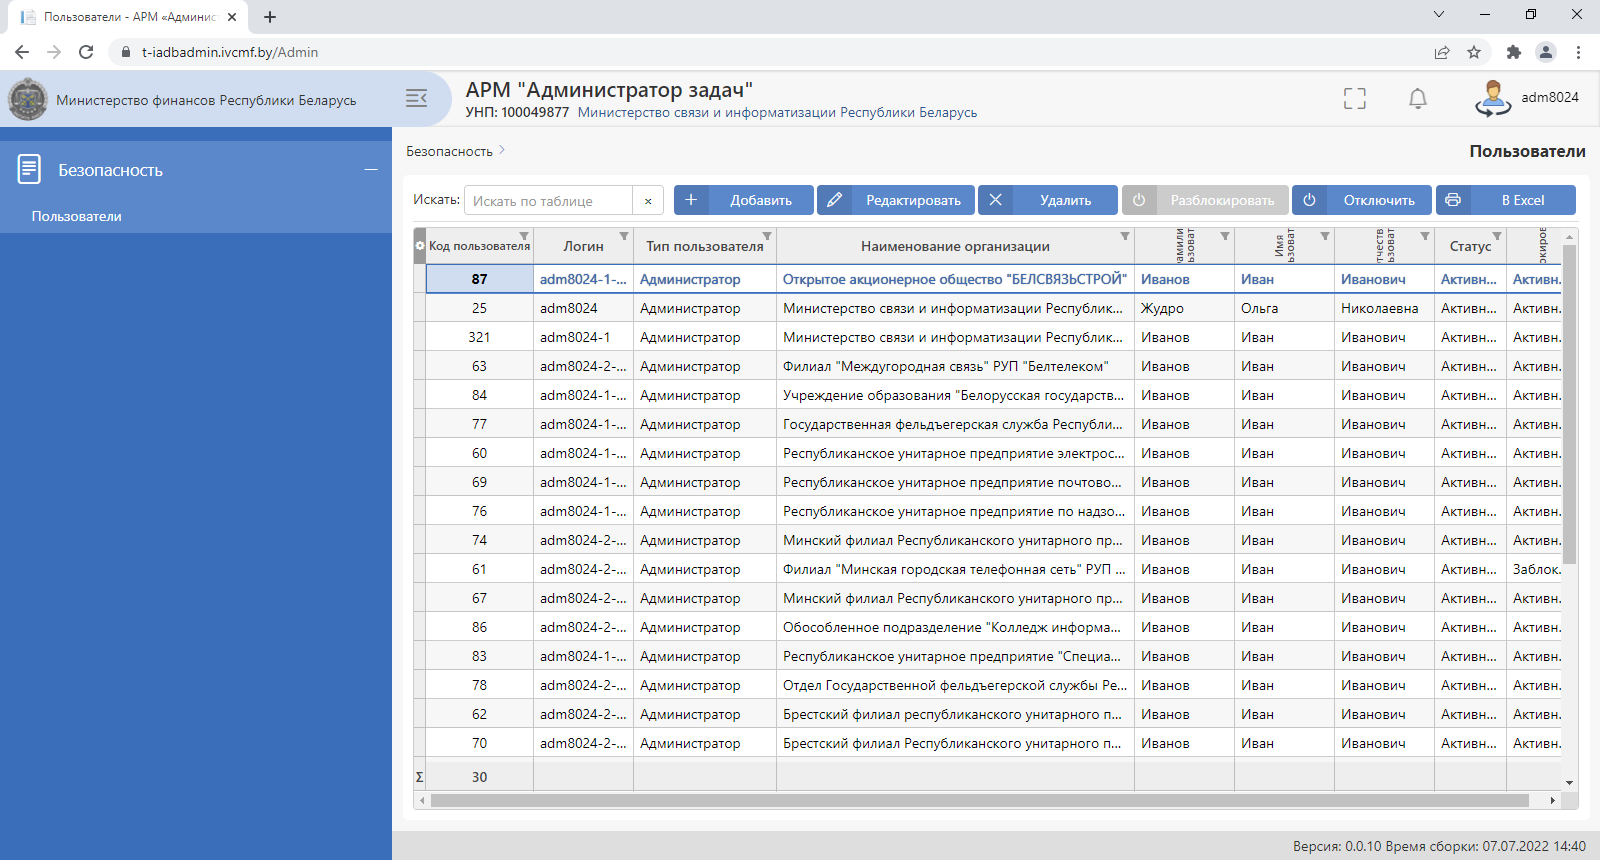 Пользователи - АРМ «Админис
t-iadbadmin.ivcmf.by/Admin
Министерство финансов Республики Беларусь
АРМ "Администратор задач"
УНП: 100049877 Министерство связи и информатизации Республики Беларусь
adm8024
Безопасность
Пользователи
Безопасность
Пользователи
Искать: Искать по таблице × Добавить Редактировать Удалить Разблокировать Отключить В Excel
Код пользователя Логин Тип пользователя Наименование организации Имя Статус
87 adm8024-1-... Администратор Открытое акционерное общество "БЕЛСВЯЗЬСТРОЙ" Иванов Иван Иванович Активн... Активн.
25 adm8024 Администратор Министерство связи и информатизации Республик... Жудро Ольга Николаевна Активн... Активн.
321 adm8024-1 Администратор Министерство связи и информатизации Республик... Иванов Иван Иванович Активн... Активн.
63 adm8024-2-... Администратор Филиал "Междугородная связь" РУП "Белтелеком" Иванов Иван Иванович Активн... Активн.
84 adm8024-1-... Администратор Учреждение образования "Белорусская государств... Иванов Иван Иванович Активн... Активн.
77 adm8024-1-... Администратор Государственная фельдъегерская служба Республи... Иванов Иван Иванович Активн... Активн.
60 adm8024-1-... Администратор Республиканское унитарное предприятие электрос... Иванов Иван Иванович Активн... Активн.
69 adm8024-1-... Администратор Республиканское унитарное предприятие почтово... Иванов Иван Иванович Активн... Активн.
76 adm8024-1-... Администратор Республиканское унитарное предприятие по надзо... Иванов Иван Иванович Активн... Активн.
74 adm8024-2-... Администратор Минский филиал Республиканского унитарного пр... Иванов Иван Иванович Активн... Активн.
61 adm8024-2-... Администратор Филиал "Минская городская телефонная сеть" РУП ... Иванов Иван Иванович Активн... Заблок.
67 adm8024-2-... Администратор Минский филиал Республиканского унитарного пр... Иванов Иван Иванович Активн... Активн.
86 adm8024-2-... Администратор Обособленное подразделение "Колледж информа... Иванов Иван Иванович Активн... Активн.
83 adm8024-1-... Администратор Республиканское унитарное предприятие "Специа... Иванов Иван Иванович Активн... Активн.
78 adm8024-2-... Администратор Отдел Государственной фельдъегерской службы Ре... Иванов Иван Иванович Активн... Активн.
62 adm8024-2-... Администратор Брестский филиал республиканского унитарного п... Иванов Иван Иванович Активн... Активн.
70 adm8024-2-... Администратор Брестский филиал Республиканского унитарного п... Иванов Иван Иванович Активн... Активн.
Σ 30
Версия: 0.0.10 Время сборки: 07.07.2022 14:40